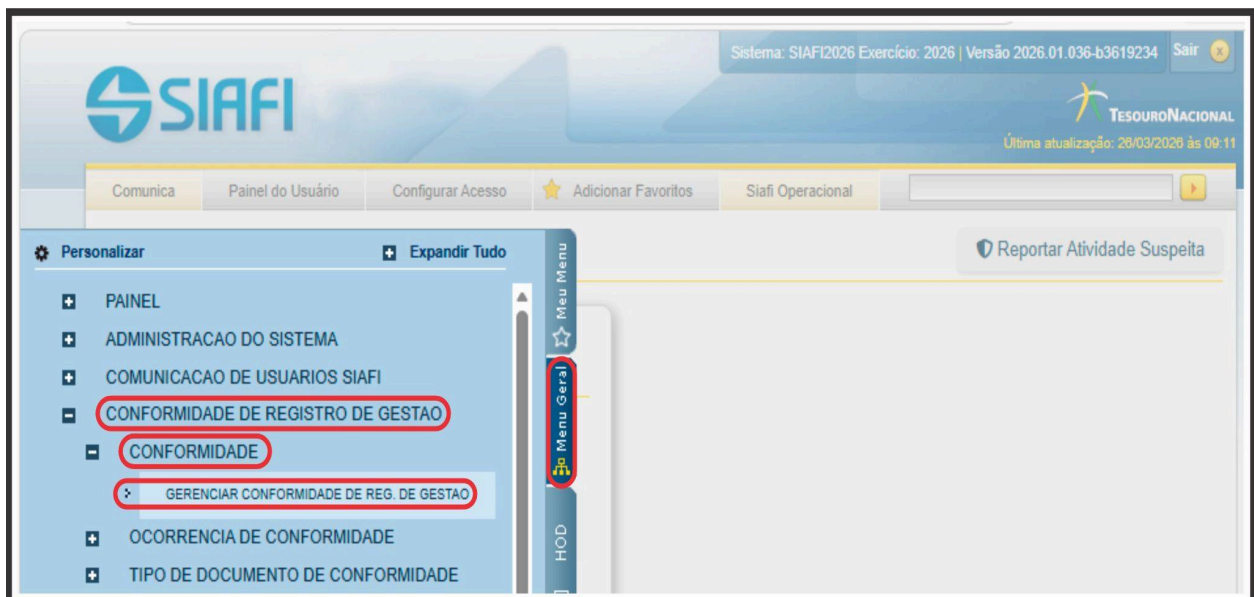 Sistema: SIAFI2026 Exercício: 2026 | Versão 2026.01.036-b3619234 Sair x
SIAFI
TESOURONACIONAL
Última atualização: 26/03/2026 às 09:11
Comunica Painel do Usuário Configurar Acesso Adicionar Favoritos Siafi Operacional
Personalizar Expandir Tudo
Reportar Atividade Suspeita
PAINEL
ADMINISTRACAO DO SISTEMA
COMUNICACAO DE USUARIOS SIAFI
CONFORMIDADE DE REGISTRO DE GESTAO
CONFORMIDADE
GERENCIAR CONFORMIDADE DE REG. DE GESTAO
OCORRENCIA DE CONFORMIDADE
TIPO DE DOCUMENTO DE CONFORMIDADE
Meu Menu
Menu Geral
HOD